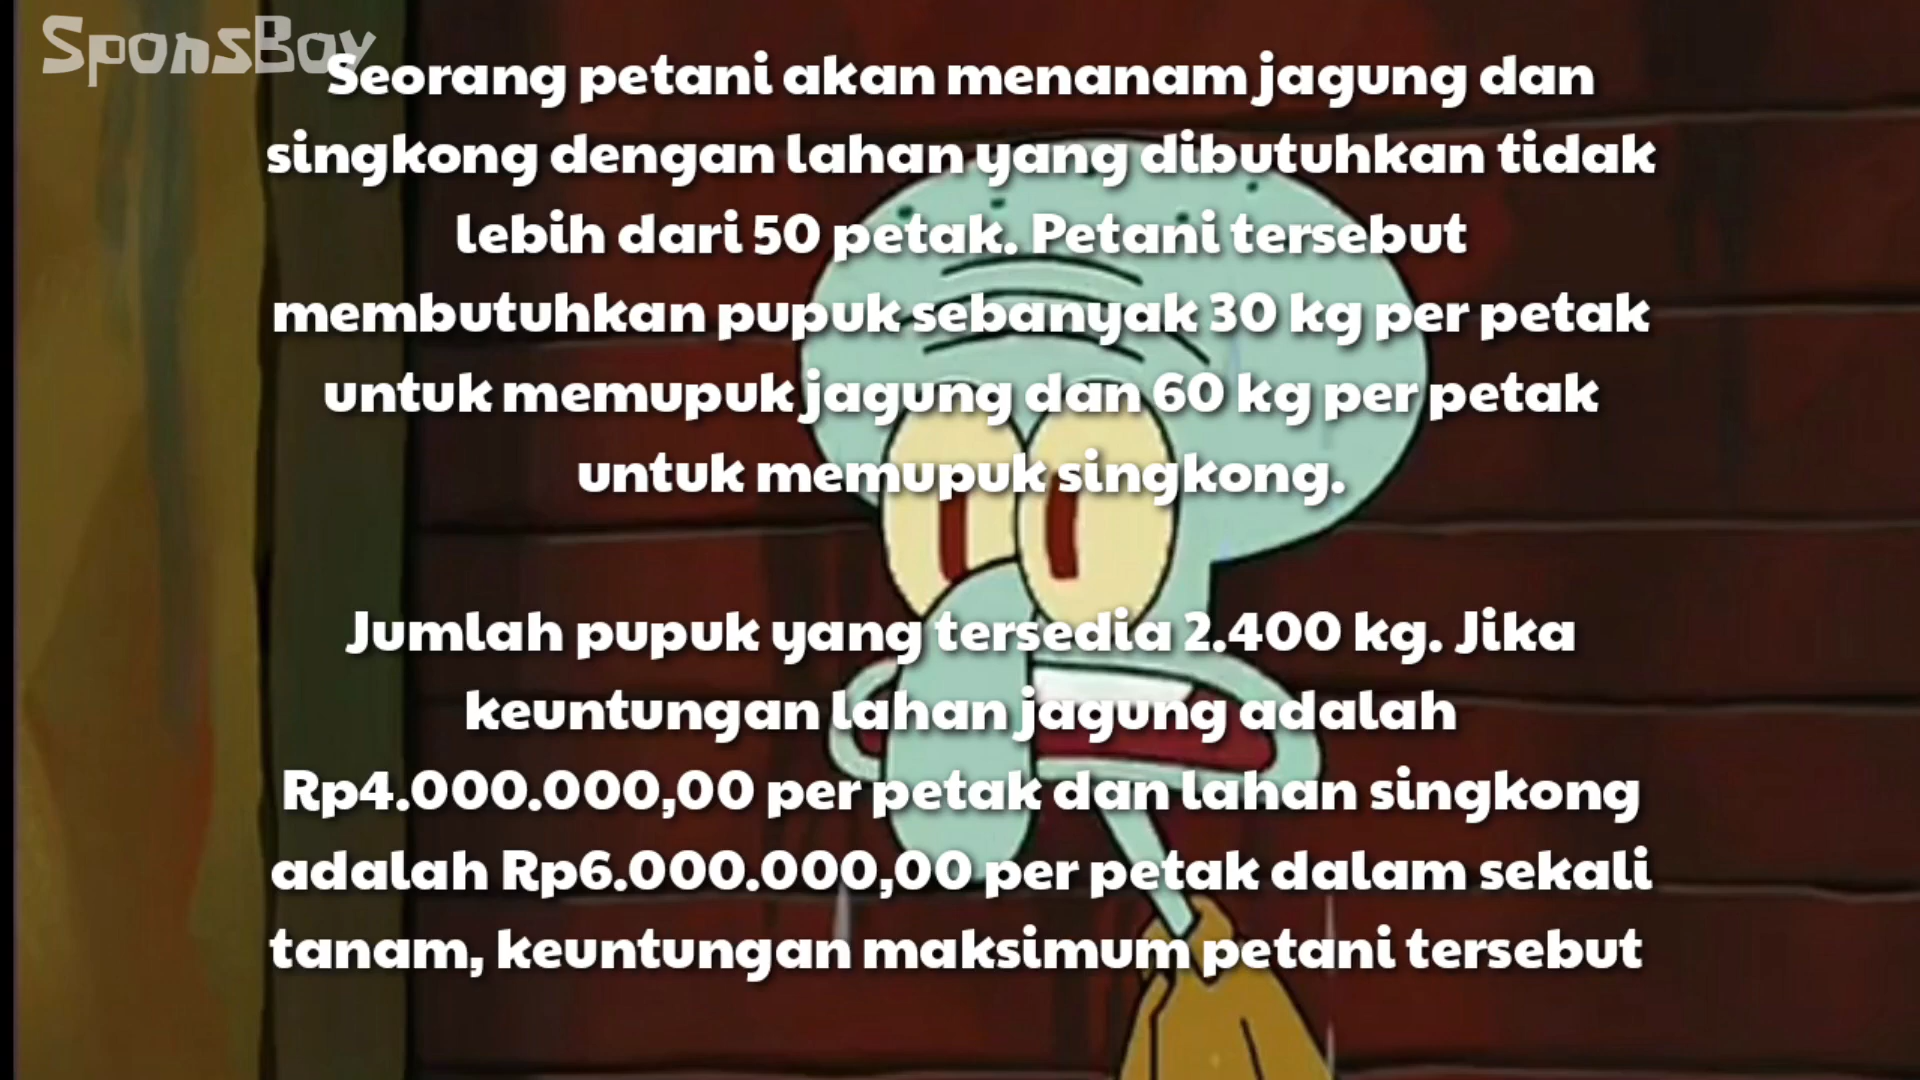 SponsBoy
Seorang petani akan menanam jagung dan
singkong dengan lahan yang dibutuhkan tidak
lebih dari 50 petak. Petani tersebut
membutuhkan pupuk sebanyak 30 kg per petak
untuk memupuk jagung dan 60 kg per petak
untuk memupuk singkong.
Jumlah pupuk yang tersedia 2.400 kg. Jika
keuntungan lahan jagung adalah
Rp4.000.000,00 per petak dan lahan singkong
adalah Rp6.000.000,00 per petak dalam sekali
tanam, keuntungan maksimum petani tersebut